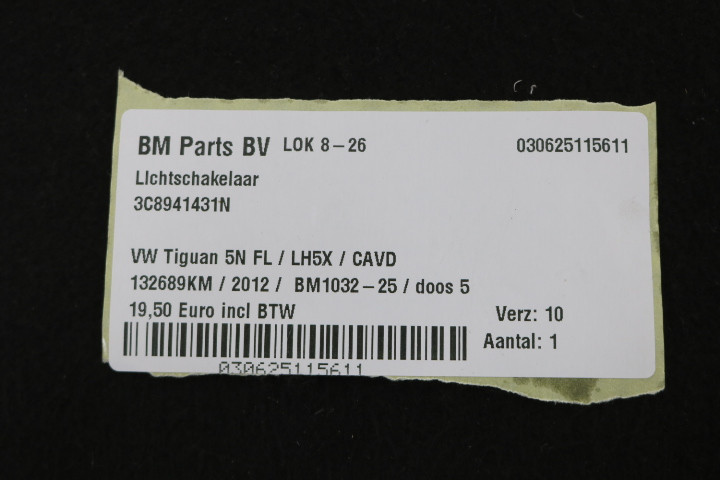 BM Parts BV LOK 8-26 030625115611
LIchtschakelaar
3C8941431N
VW Tiguan 5N FL / LH5X / CAVD
132689KM / 2012 / BM1032-25 / doos 5
19,50 Euro incl BTW Verz: 10
Aantal: 1
030625115611